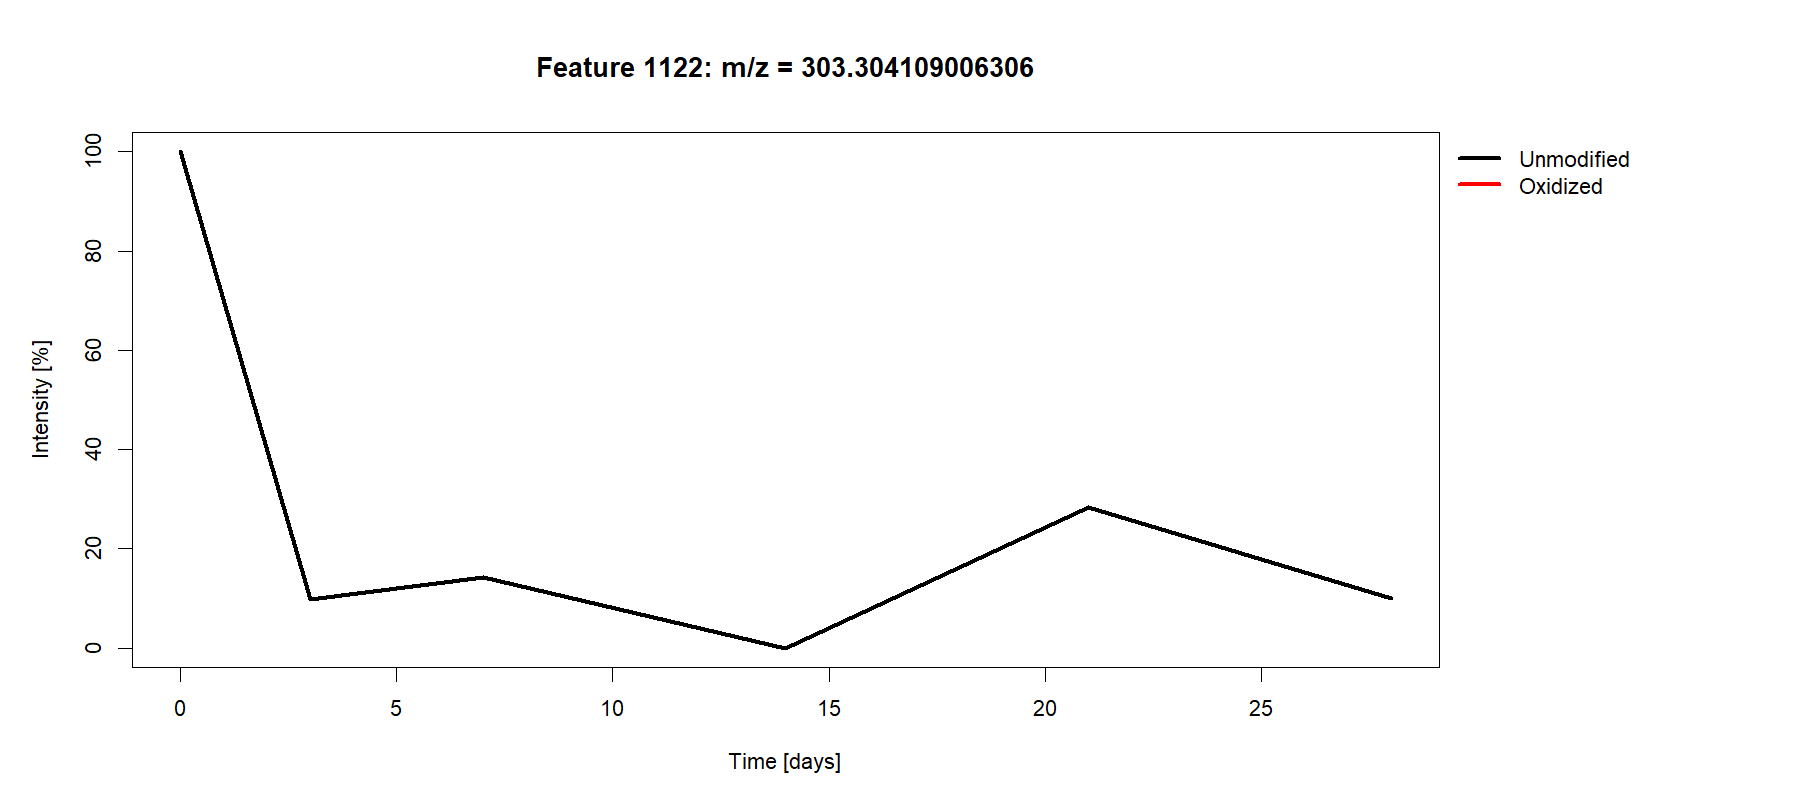 Feature 1122: m/z = 303.304109006306
Unmodified
Oxidized
Intensity [%]
100
80
60
40
20
0
0 5 10 15 20 25
Time [days]